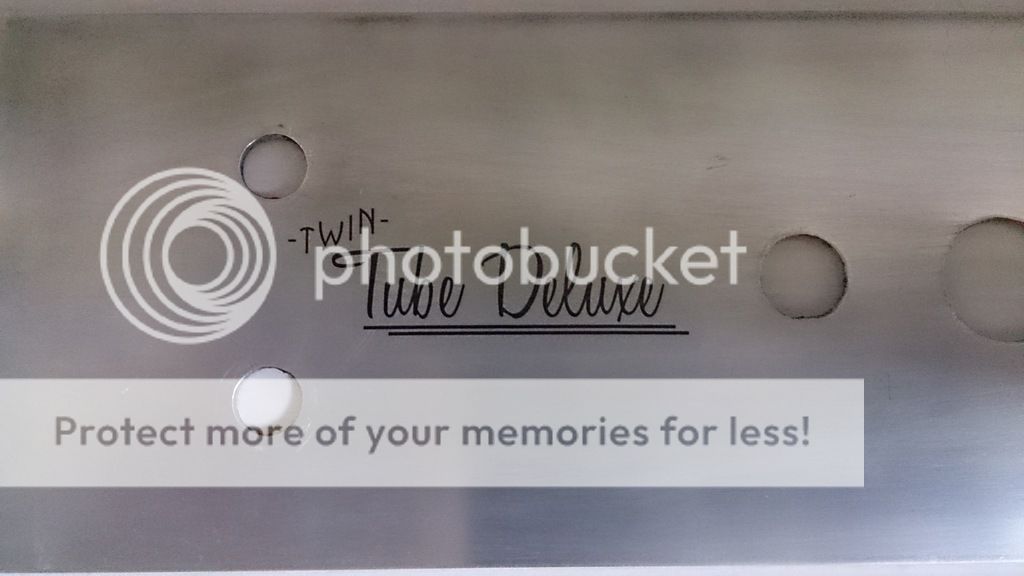 -TWIN-
photobucket
Tube Deluxe
Protect more of your memories for less!